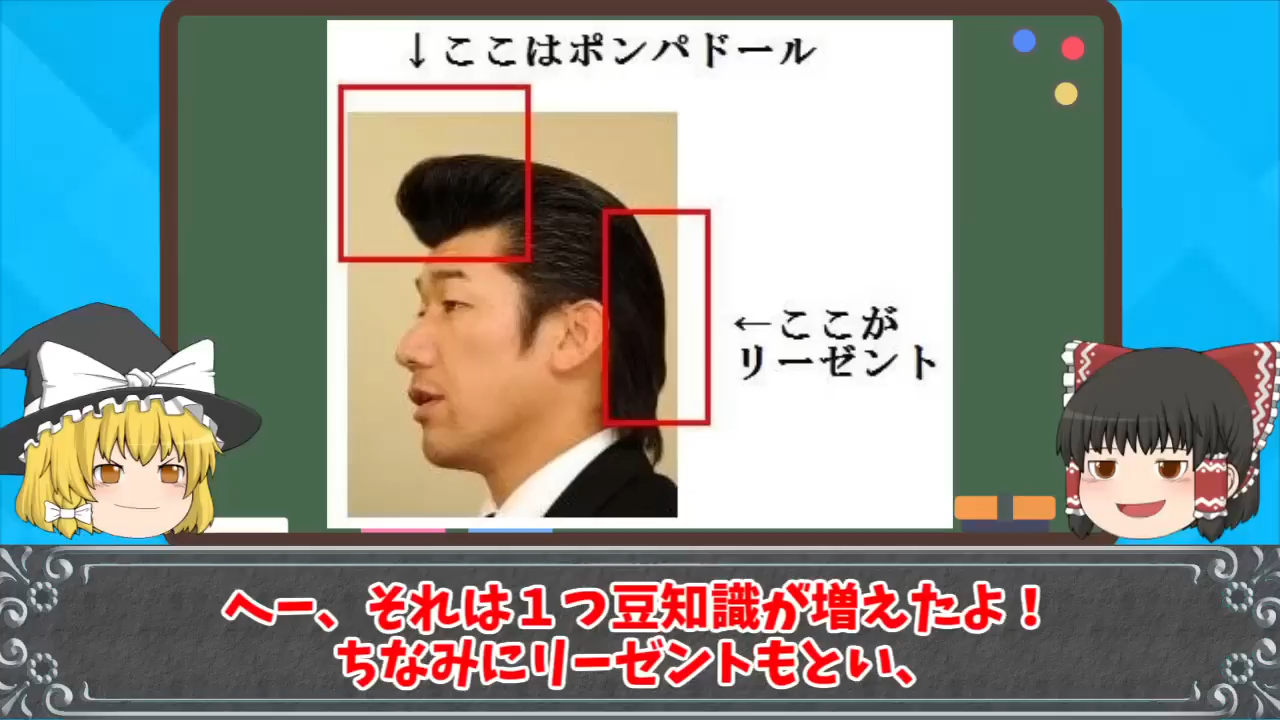 ↓ここはポンパドール
←ここが
リーゼント
へー、それは１つ豆知識が増えたよ！
ちなみにリーゼントもとい、